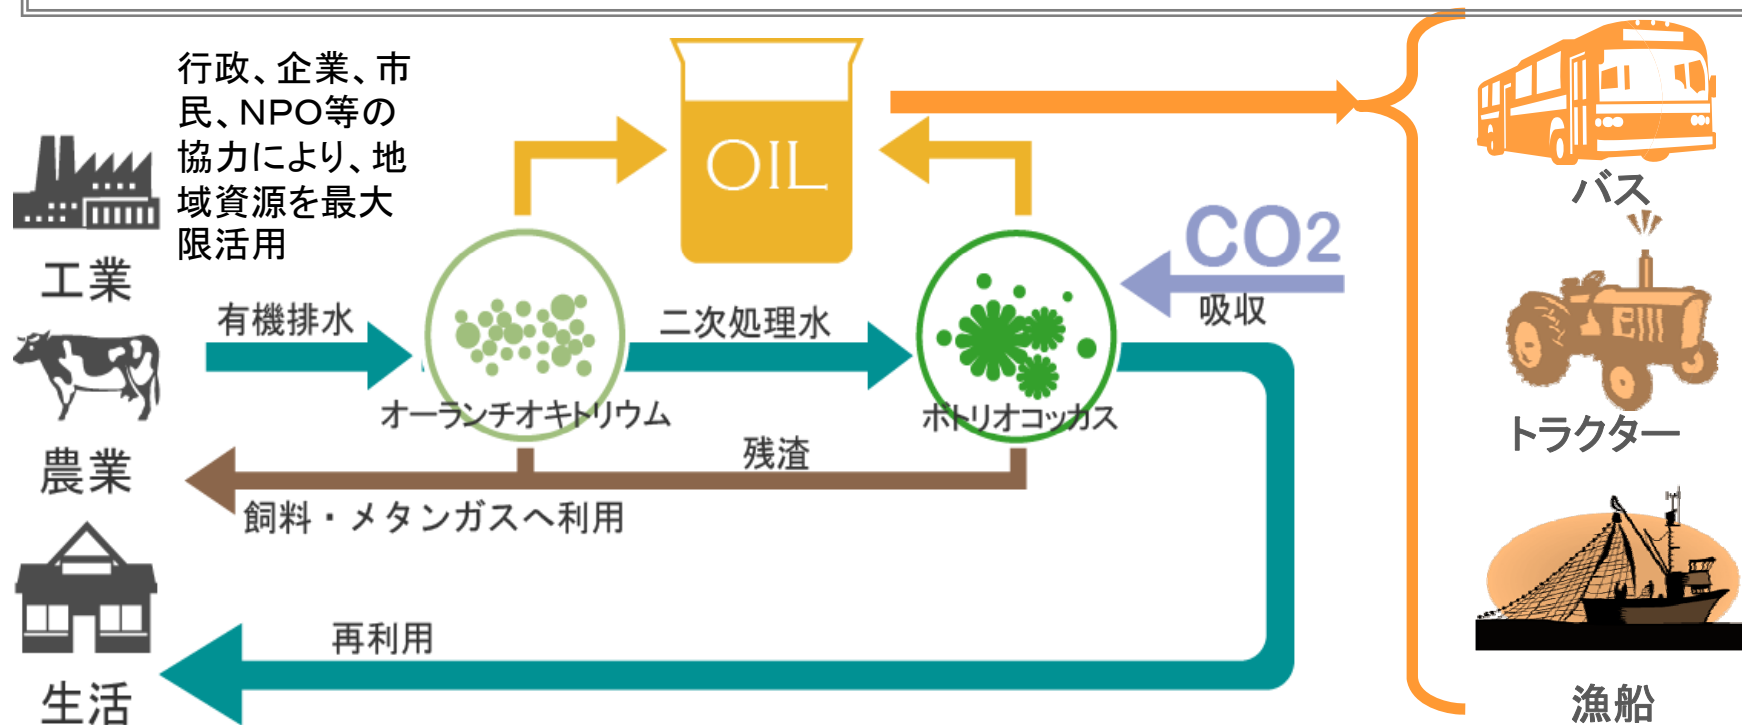 行政、企業、市
民、NPO等の
協力により、地
域資源を最大
限活用
工業
農業
生活
有機排水
オーランチオキトリウム
二次処理水
ボトリオコッカス
OIL
CO2
吸収
残渣
飼料・メタンガスへ利用
再利用
バス
トラクター
漁船